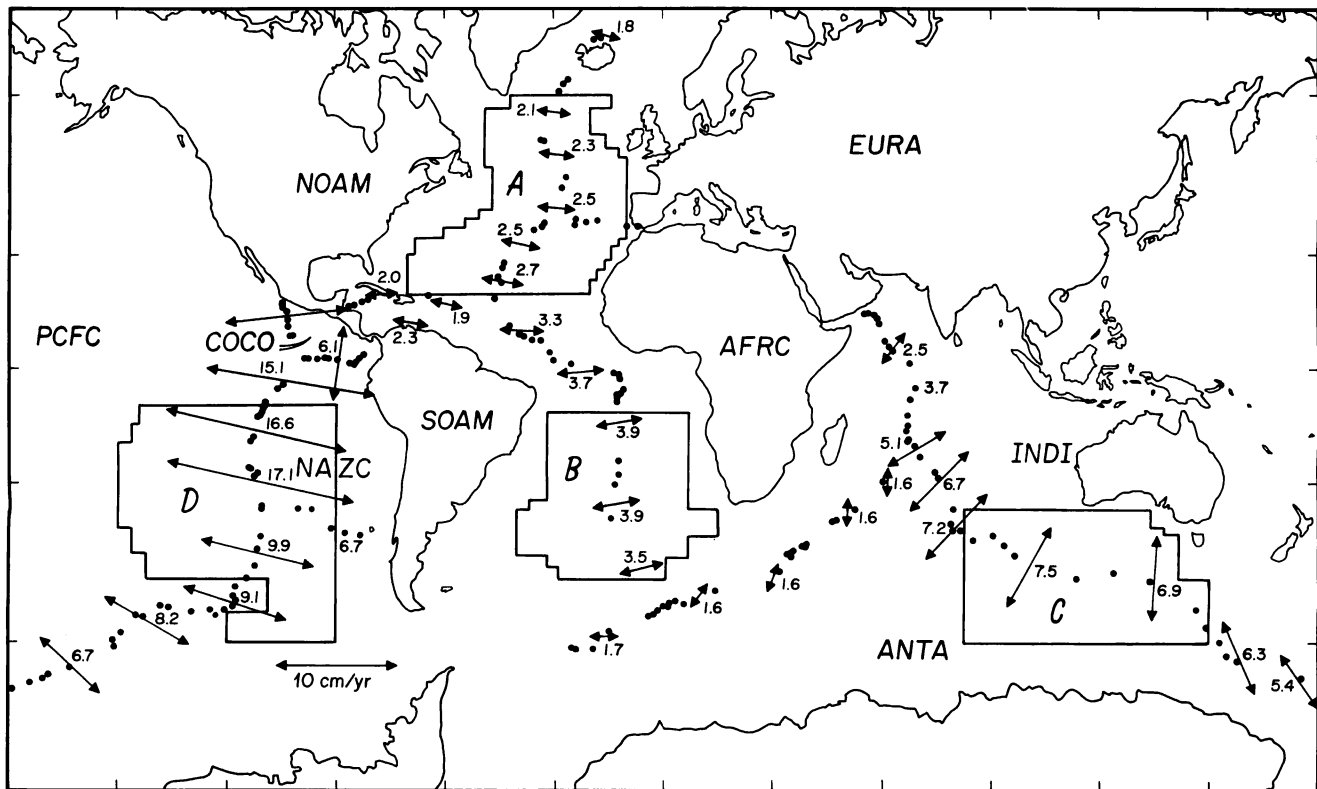 1.8
2.1
2.3
EURA
NOAM
A
2.5
2.5
2.7
2.0
1.9
PCFC
COCO
2.3
3.3
AFRC
6.1
2.5
15.1
3.7
3.7
SOAM
16.6
3.9
5.1
INDI
17.1
NAZC
B
1.6
6.7
D
3.9
1.6
7.2
9.9
6.7
3.5
1.6
7.5
6.9
9.1
8.2
1.6
C
6.7
1.7
ANTA
6.3
10 cm/yr
5.4